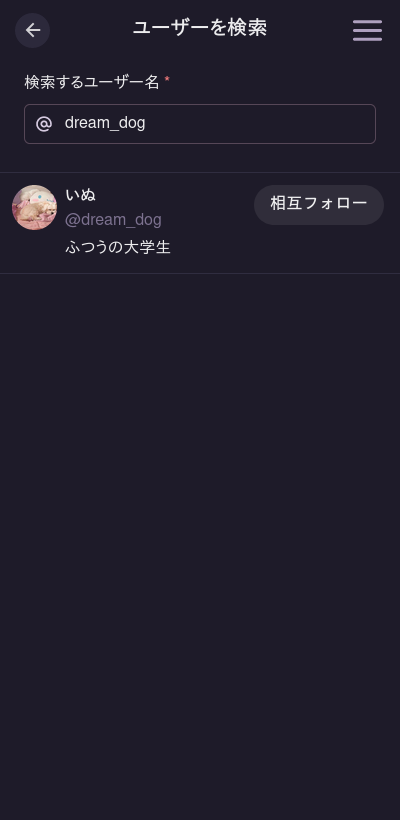 ユーザーを検索
検索するユーザー名 *
@ dream_dog
いぬ
相互フォロー
@dream_dog
ふつうの大学生